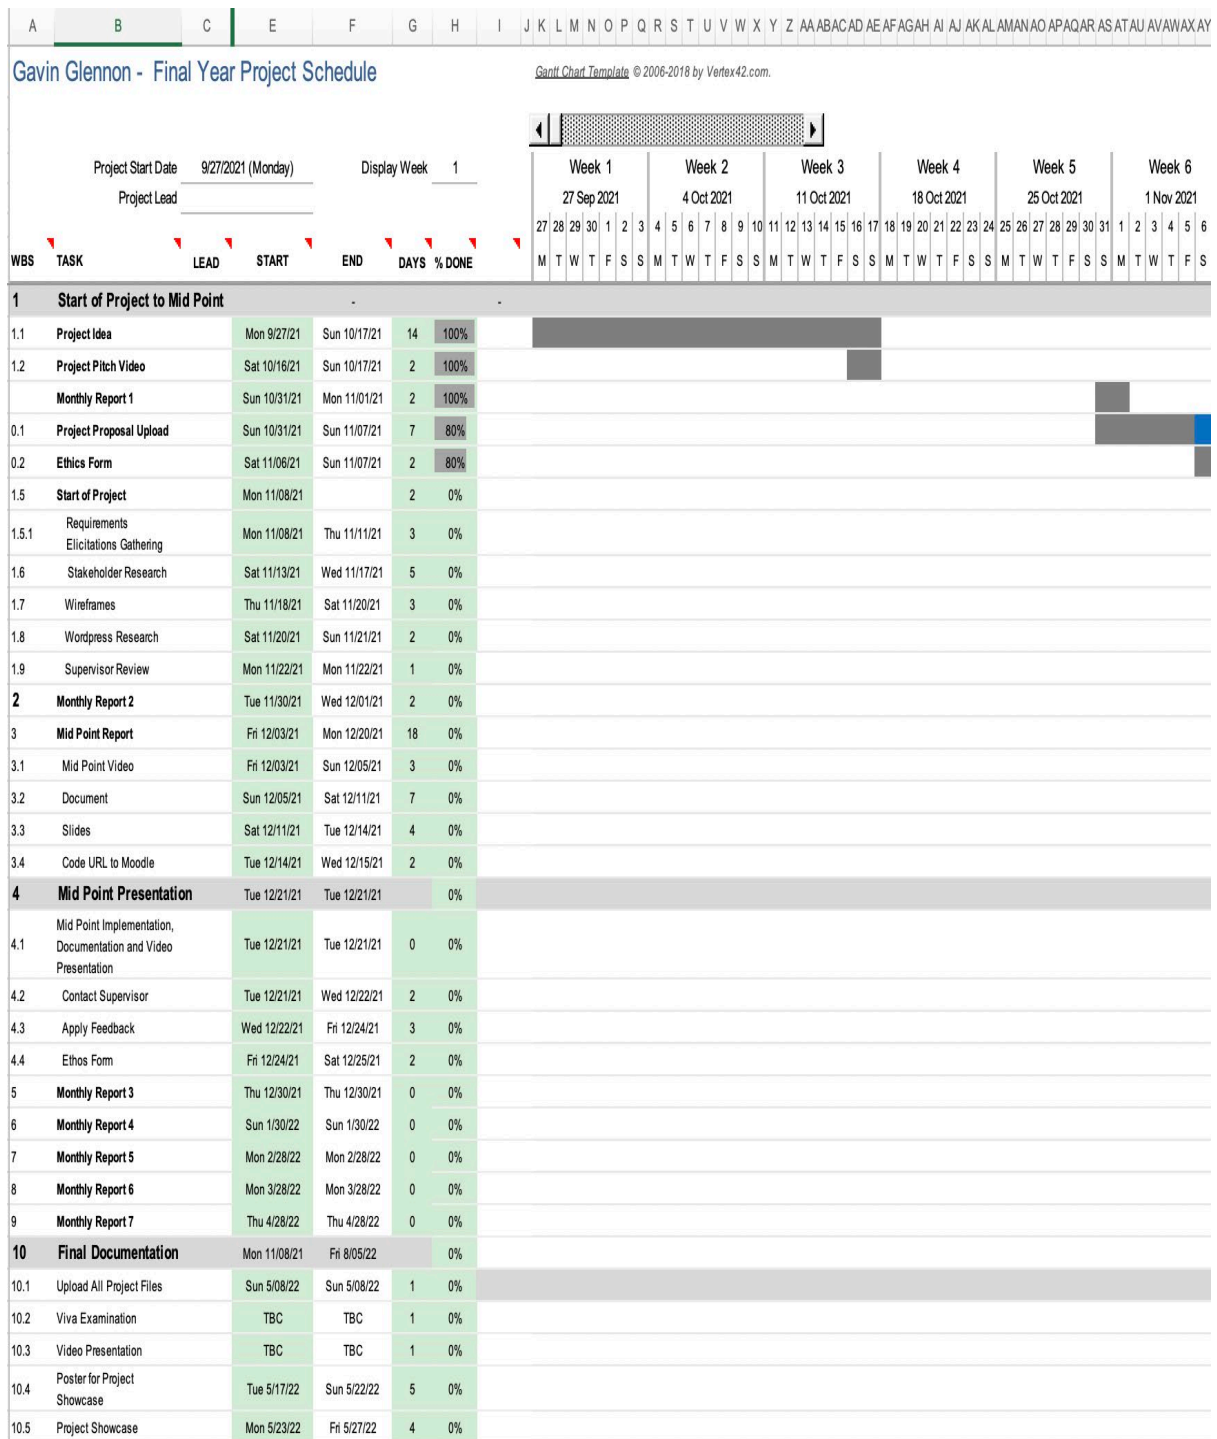 A B C E F G H I J K L M N O P Q R S T U V W X Y Z AA AB AC AD AE AF AG AH AI AJ AK AL AM AN AO AP AQ AR AS AT AU AV AW AX AY
Gavin Glennon - Final Year Project Schedule
Gantt Chart Template © 2006-2018 by Vertex42.com.
Project Start Date 9/27/2021 (Monday) Display Week 1 Week 1 Week 2 Week 3 Week 4 Week 5 Week 6
Project Lead 27 Sep 2021 4 Oct 2021 11 Oct 2021 18 Oct 2021 25 Oct 2021 1 Nov 2021
27 28 29 30 1 2 3 4 5 6 7 8 9 10 11 12 13 14 15 16 17 18 19 20 21 22 23 24 25 26 27 28 29 30 31 1 2 3 4 5 6
WBS TASK LEAD START END DAYS % DONE M T W T F S S M T W T F S S M T W T F S S M T W T F S S M T W T F S S M T W T F S
1 Start of Project to Mid Point - -
1.1 Project Idea Mon 9/27/21 Sun 10/17/21 14 100%
1.2 Project Pitch Video Sat 10/16/21 Sun 10/17/21 2 100%
Monthly Report 1 Sun 10/31/21 Mon 11/01/21 2 100%
0.1 Project Proposal Upload Sun 10/31/21 Sun 11/07/21 7 80%
0.2 Ethics Form Sat 11/06/21 Sun 11/07/21 2 80%
1.5 Start of Project Mon 11/08/21 2 0%
1.5.1 Requirements
Elicitations Gathering Mon 11/08/21 Thu 11/11/21 3 0%
1.6 Stakeholder Research Sat 11/13/21 Wed 11/17/21 5 0%
1.7 Wireframes Thu 11/18/21 Sat 11/20/21 3 0%
1.8 Wordpress Research Sat 11/20/21 Sun 11/21/21 2 0%
1.9 Supervisor Review Mon 11/22/21 Mon 11/22/21 1 0%
2 Monthly Report 2 Tue 11/30/21 Wed 12/01/21 2 0%
3 Mid Point Report Fri 12/03/21 Mon 12/20/21 18 0%
3.1 Mid Point Video Fri 12/03/21 Sun 12/05/21 3 0%
3.2 Document Sun 12/05/21 Sat 12/11/21 7 0%
3.3 Slides Sat 12/11/21 Tue 12/14/21 4 0%
3.4 Code URL to Moodle Tue 12/14/21 Wed 12/15/21 2 0%
4 Mid Point Presentation Tue 12/21/21 Tue 12/21/21 0%
Mid Point Implementation,
4.1 Documentation and Video Tue 12/21/21 Tue 12/21/21 0 0%
Presentation
4.2 Contact Supervisor Tue 12/21/21 Wed 12/22/21 2 0%
4.3 Apply Feedback Wed 12/22/21 Fri 12/24/21 3 0%
4.4 Ethos Form Fri 12/24/21 Sat 12/25/21 2 0%
5 Monthly Report 3 Thu 12/30/21 Thu 12/30/21 0 0%
6 Monthly Report 4 Sun 1/30/22 Sun 1/30/22 0 0%
7 Monthly Report 5 Mon 2/28/22 Mon 2/28/22 0 0%
8 Monthly Report 6 Mon 3/28/22 Mon 3/28/22 0 0%
9 Monthly Report 7 Thu 4/28/22 Thu 4/28/22 0 0%
10 Final Documentation Mon 11/08/21 Fri 8/05/22 0%
10.1 Upload All Project Files Sun 5/08/22 Sun 5/08/22 1 0%
10.2 Viva Examination TBC TBC 1 0%
10.3 Video Presentation TBC TBC 1 0%
10.4 Poster for Project
Showcase Tue 5/17/22 Sun 5/22/22 5 0%
10.5 Project Showcase Mon 5/23/22 Fri 5/27/22 4 0%